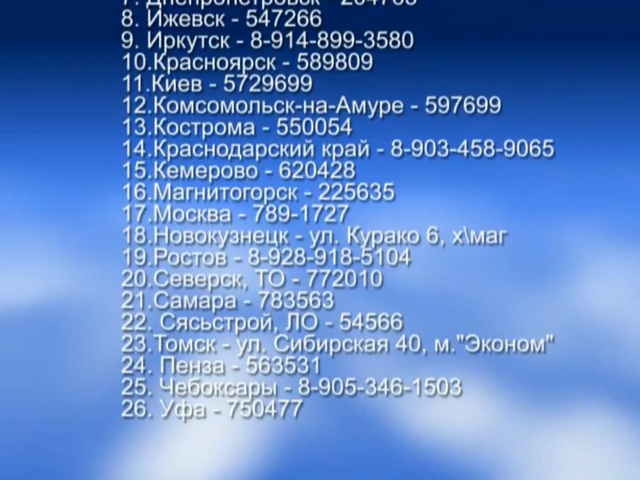 8. Ижевск - 547266
9. Иркутск - 8-914-899-3580
10.Красноярск - 589809
11.Киев - 5729699
12.Комсомольск-на-Амуре - 597699
13.Кострома - 550054
14.Краснодарский край - 8-903-458-9065
15.Кемерово - 620428
16.Магнитогорск - 225635
17.Москва - 789-1727
18.Новокузнецк - ул. Курако 6, х\маг
19.Ростов - 8-928-918-5104
20.Северск, ТО - 772010
21.Самара - 783563
22. Сясьстрой, ЛО - 54566
23.Томск - ул. Сибирская 40, м."Эконом"
24. Пенза - 563531
25. Чебоксары - 8-905-346-1503
26. Уфа - 750477